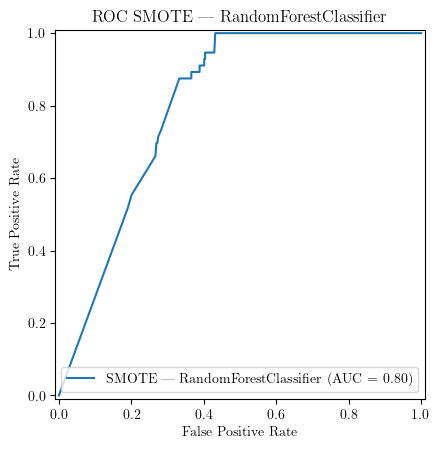 ROC SMOTE — RandomForestClassifier
1.0
0.8
0.6
0.4
0.2
0.0
True Positive Rate
SMOTE — RandomForestClassifier (AUC = 0.80)
0.0 0.2 0.4 0.6 0.8 1.0
False Positive Rate